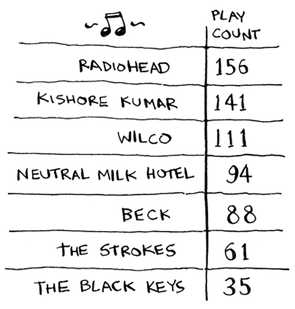 PLAY
COUNT
RADIOHEAD 156
KISHORE KUMAR 141
WILCO 111
NEUTRAL MILK HOTEL 94
BECK 88
THE STROKES 61
THE BLACK KEYS 35